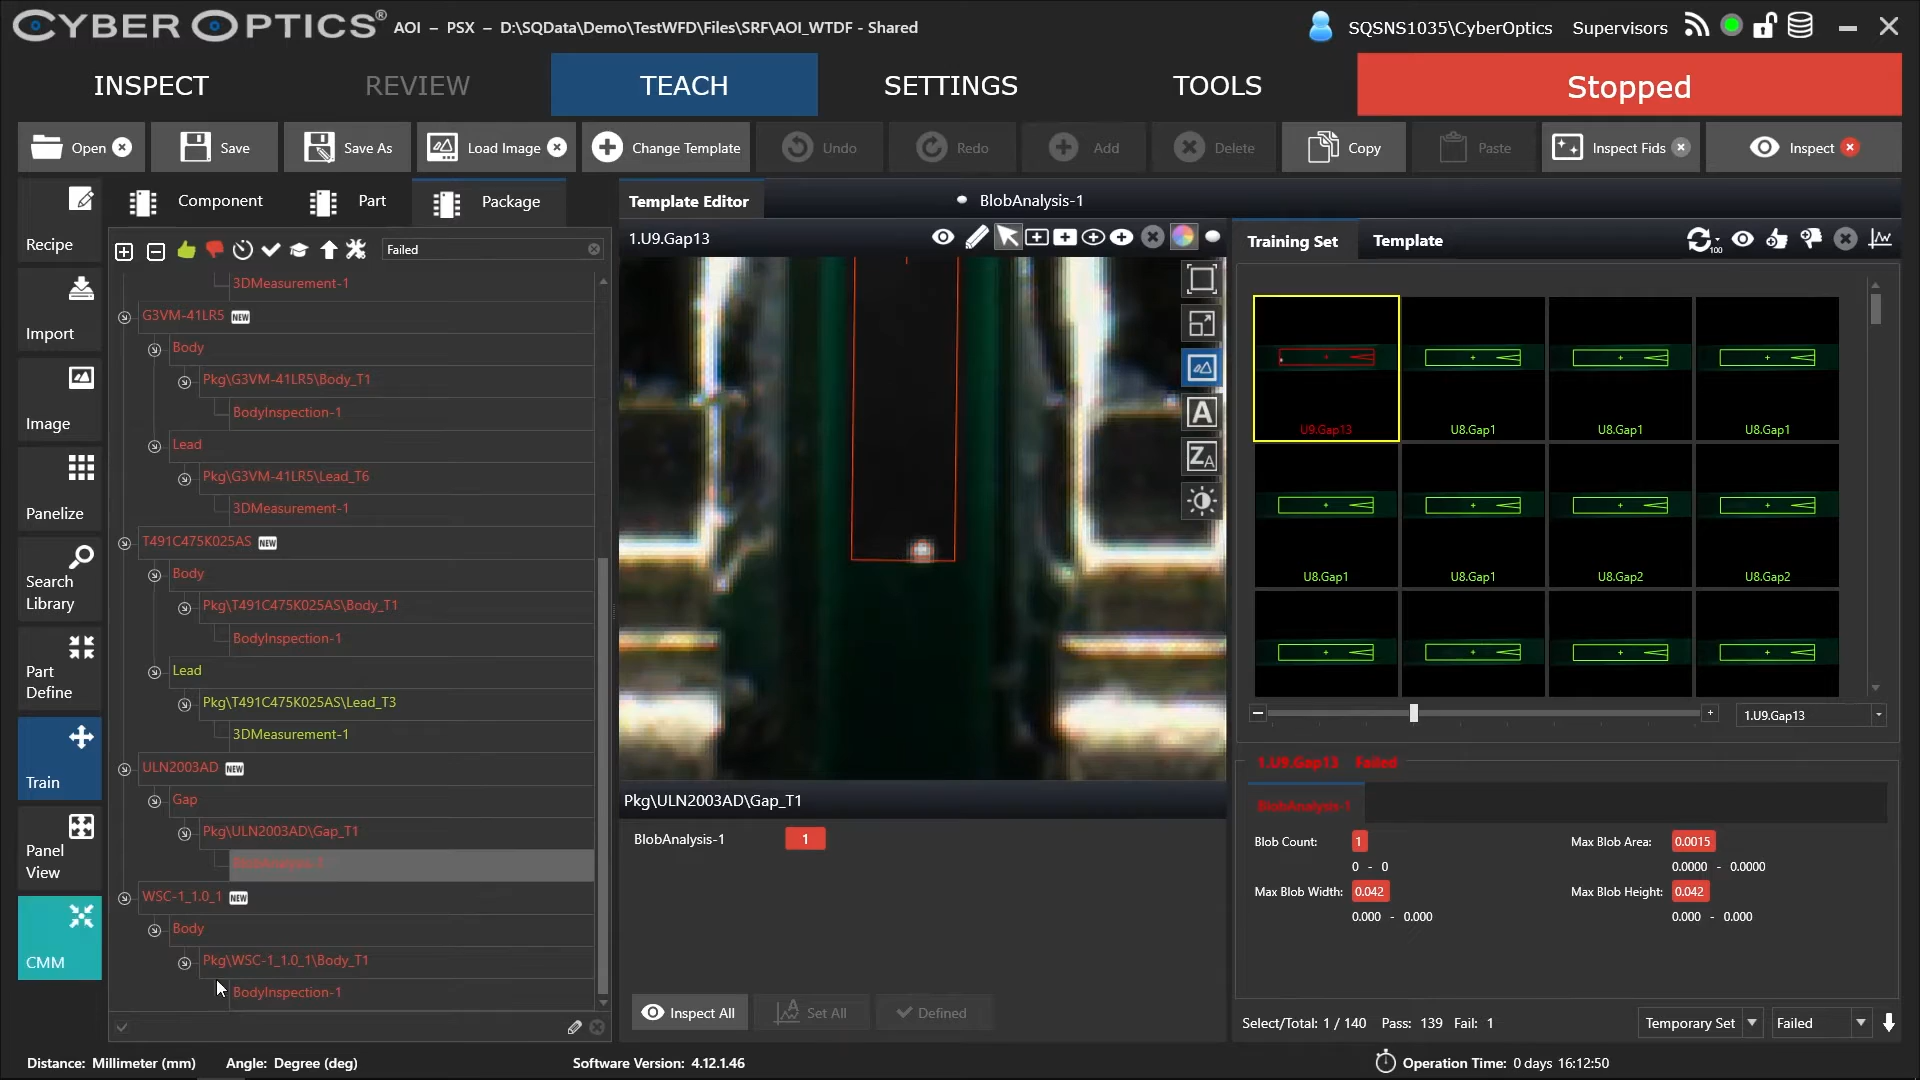 CYBEROPTICS® AOI – PSX – D:\SQData\Demo\TestWFD\Files\SRF\AOI_WTDF - Shared
SQSNS1035\CyberOptics Supervisors
INSPECT REVIEW TEACH SETTINGS TOOLS Stopped
Open Save Save As Load Image Change Template Undo Redo Add Delete Copy Paste Inspect Fids Inspect
Recipe
Import
Image
Panelize
Search
Library
Part
Define
Train
Panel
View
CMM
Component Part Package
Failed
3DMeasurement-1
G3VM-41LR5 NEW
Body
Pkg\G3VM-41LR5\Body_T1
BodyInspection-1
Lead
Pkg\G3VM-41LR5\Lead_T6
3DMeasurement-1
T491C475K025AS NEW
Body
Pkg\T491C475K025AS\Body_T1
BodyInspection-1
Lead
Pkg\T491C475K025AS\Lead_T3
3DMeasurement-1
ULN2003AD NEW
Gap
Pkg\ULN2003AD\Gap_T1
BlobAnalysis-1
WSC-1_1.0_1 NEW
Body
Pkg\WSC-1_1.0_1\Body_T1
BodyInspection-1
Template Editor BlobAnalysis-1
1.U9.Gap13
A
ZA
Pkg\ULN2003AD\Gap_T1
BlobAnalysis-1 1
Inspect All Set All Defined
Training Set Template
100
U9.Gap13 U8.Gap1 U8.Gap1 U8.Gap1
U8.Gap1 U8.Gap1 U8.Gap2 U8.Gap2
1.U9.Gap13
1.U9.Gap13 Failed
BlobAnalysis-1
Blob Count: 1 Max Blob Area: 0.0015
0 - 0 0.0000 - 0.0000
Max Blob Width: 0.042 Max Blob Height: 0.042
0.000 - 0.000 0.000 - 0.000
Select/Total: 1 / 140 Pass: 139 Fail: 1 Temporary Set Failed
Distance: Millimeter (mm) Angle: Degree (deg) Software Version: 4.12.1.46 Operation Time: 0 days 16:12:50